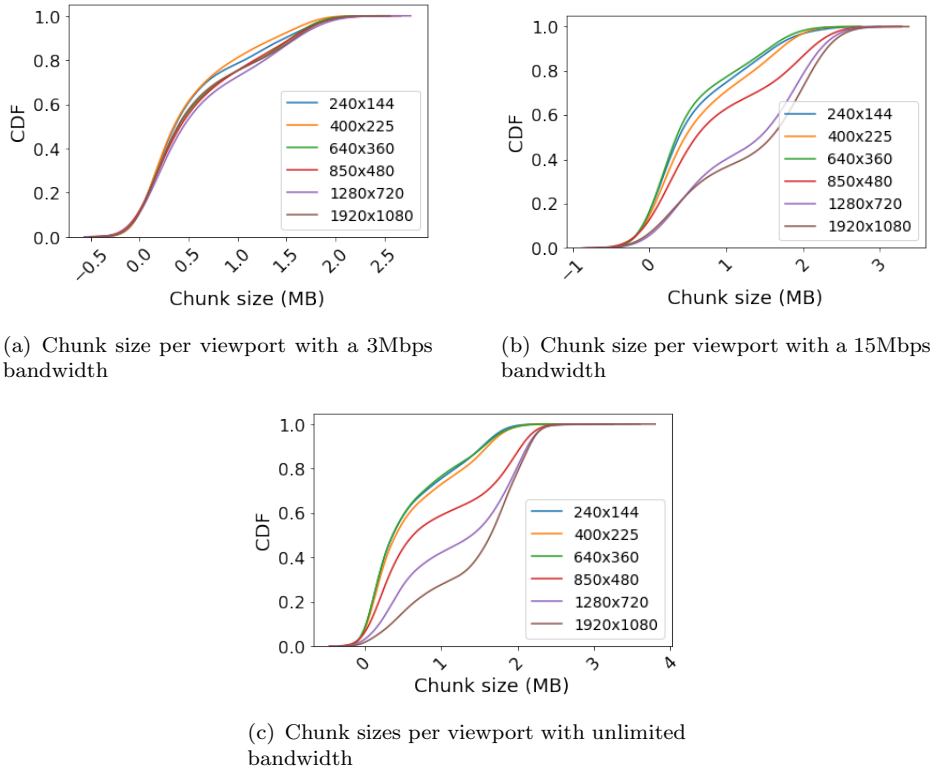 1.0
0.8
0.6
0.4
0.2
0.0
CDF
−0.5
0.0
0.5
1.0
1.5
2.0
2.5
Chunk size (MB)
240x144
400x225
640x360
850x480
1280x720
1920x1080
(a) Chunk size per viewport with a 3Mbps
bandwidth
1.0
0.8
0.6
0.4
0.2
0.0
CDF
−1
0
1
2
3
Chunk size (MB)
240x144
400x225
640x360
850x480
1280x720
1920x1080
(b) Chunk size per viewport with a 15Mbps
bandwidth
1.0
0.8
0.6
0.4
0.2
0.0
CDF
0
1
2
3
4
Chunk size (MB)
240x144
400x225
640x360
850x480
1280x720
1920x1080
(c) Chunk sizes per viewport with unlimited
bandwidth